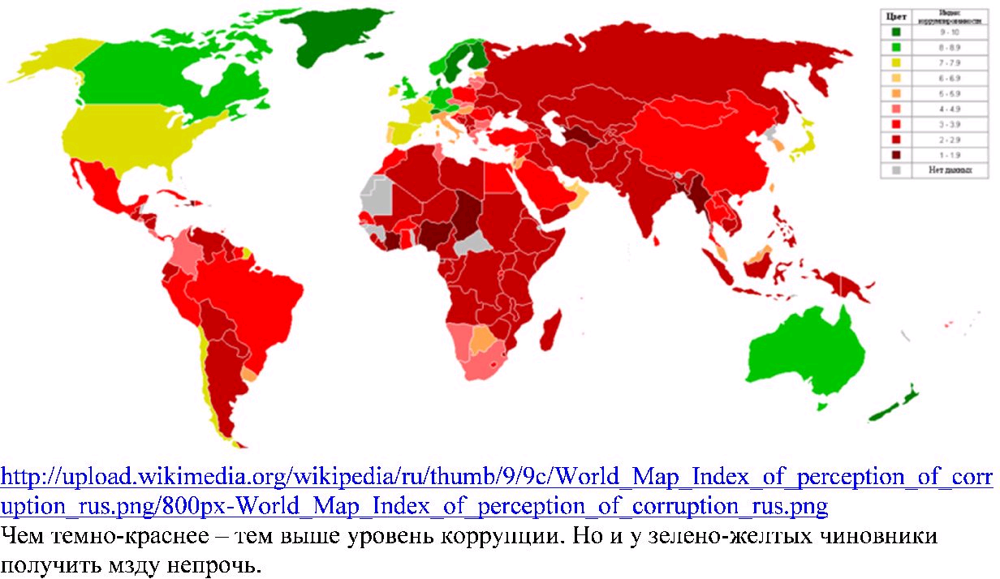 Цвет Индекс
коррумпированности
9 - 10
8 - 8.9
7 - 7.9
6 - 6.9
5 - 5.9
4 - 4.9
3 - 3.9
2 - 2.9
1 - 1.9
Нет данных
http://upload.wikimedia.org/wikipedia/ru/thumb/9/9c/World_Map_Index_of_perception_of_corr
uption_rus.png/800px-World_Map_Index_of_perception_of_corruption_rus.png
Чем темно-краснее – тем выше уровень коррупции. Но и у зелено-желтых чиновники
получить мзду непрочь.